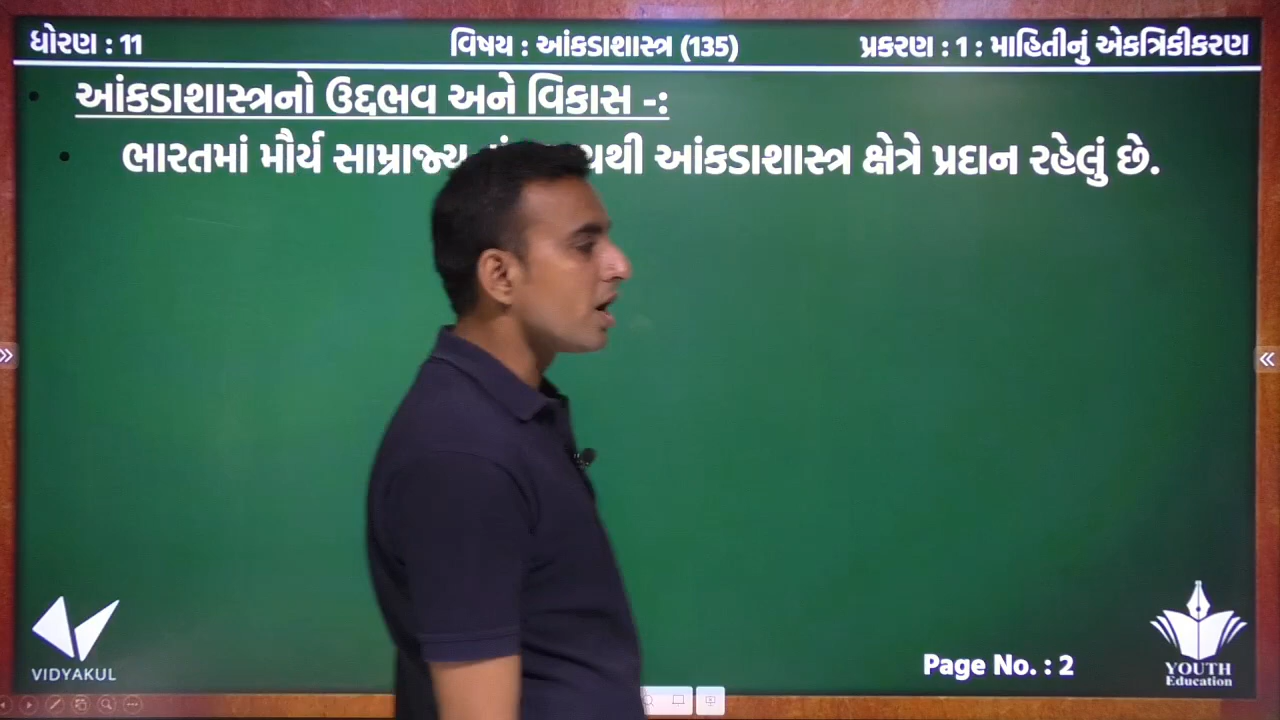 ધોરણ : 11
વિષય : આંકડાશાસ્ત્ર (135)
પ્રકરણ : 1 : માહિતીનું એકત્રિકીકરણ
આંકડાશાસ્ત્રનો ઉદ્દભવ અને વિકાસ -:
ભારતમાં મૌર્ય સામ્રાજ્ય આંકડાશાસ્ત્ર ક્ષેત્રે પ્રદાન રહેલું છે.
VIDYAKUL
Page No. : 2
YOUTH
Education